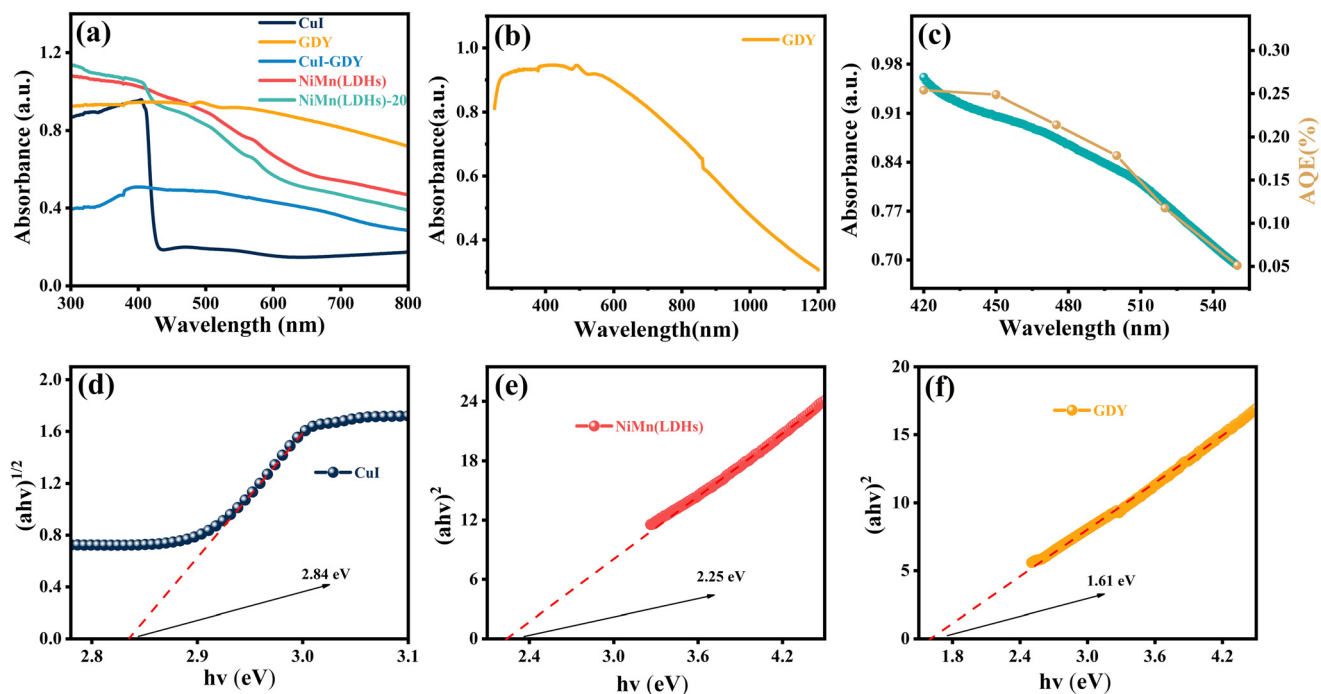 (a)
CuI
GDY
CuI-GDY
NiMn(LDHs)
NiMn(LDHs)-20
Absorbance (a.u.)
1.2
0.9
0.6
0.3
0.0
300 400 500 600 700 800
Wavelength (nm)
(b)
GDY
Absorbance(a.u.)
1.0
0.8
0.6
0.4
400 600 800 1000 1200
Wavelength(nm)
(c)
Absorbance (a.u.)
0.98
0.91
0.84
0.77
0.70
420 450 480 510 540
Wavelength (nm)
0.30
0.25
0.20
0.15
0.10
0.05
AQE(%)
(d)
CuI
(ahv)1/2
2.0
1.6
1.2
0.8
0.4
0.0
2.84 eV
2.8 2.9 3.0 3.1
hv (eV)
(e)
NiMn(LDHs)
(ahv)2
24
18
12
6
0
2.25 eV
2.4 3.0 3.6 4.2
hv (eV)
(f)
GDY
(ahv)2
20
15
10
5
0
1.61 eV
1.8 2.4 3.0 3.6 4.2
hv (eV)